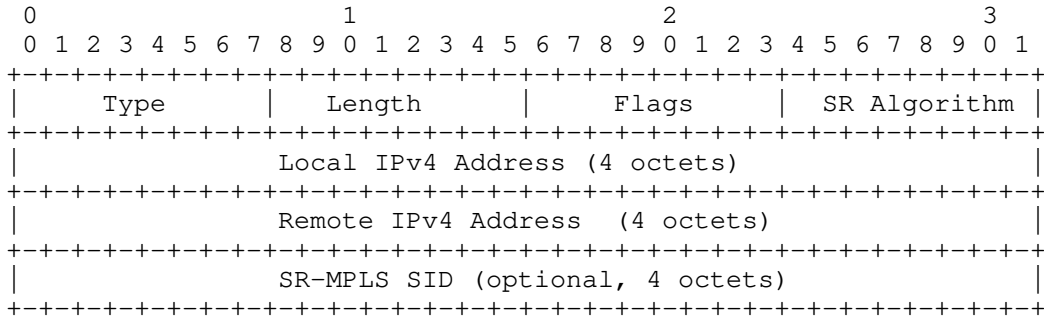 0                   1                   2                   3
 0 1 2 3 4 5 6 7 8 9 0 1 2 3 4 5 6 7 8 9 0 1 2 3 4 5 6 7 8 9 0 1
+-+-+-+-+-+-+-+-+-+-+-+-+-+-+-+-+-+-+-+-+-+-+-+-+-+-+-+-+-+-+-+-+
|     Type      |   Length      |     Flags     |  SR Algorithm |
+-+-+-+-+-+-+-+-+-+-+-+-+-+-+-+-+-+-+-+-+-+-+-+-+-+-+-+-+-+-+-+-+
|                Local IPv4 Address (4 octets)                  |
+-+-+-+-+-+-+-+-+-+-+-+-+-+-+-+-+-+-+-+-+-+-+-+-+-+-+-+-+-+-+-+-+
|                Remote IPv4 Address  (4 octets)                |
+-+-+-+-+-+-+-+-+-+-+-+-+-+-+-+-+-+-+-+-+-+-+-+-+-+-+-+-+-+-+-+-+
|                SR-MPLS SID (optional, 4 octets)               |
+-+-+-+-+-+-+-+-+-+-+-+-+-+-+-+-+-+-+-+-+-+-+-+-+-+-+-+-+-+-+-+-+